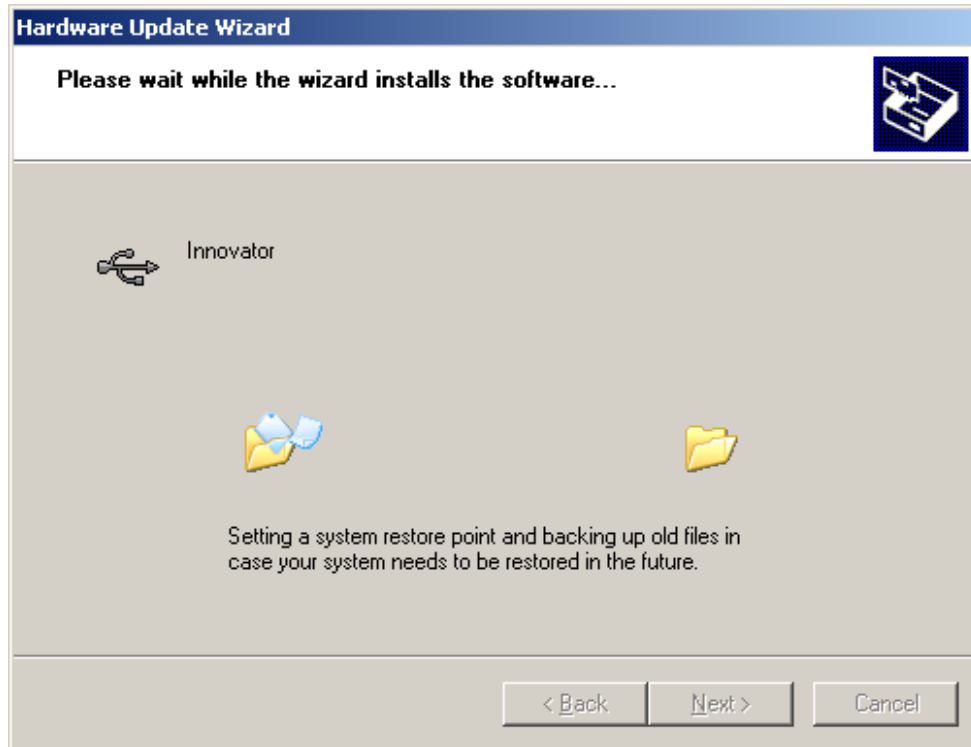 Hardware Update Wizard
Please wait while the wizard installs the software...
Innovator
Setting a system restore point and backing up old files in
case your system needs to be restored in the future.
< Back
Next >
Cancel